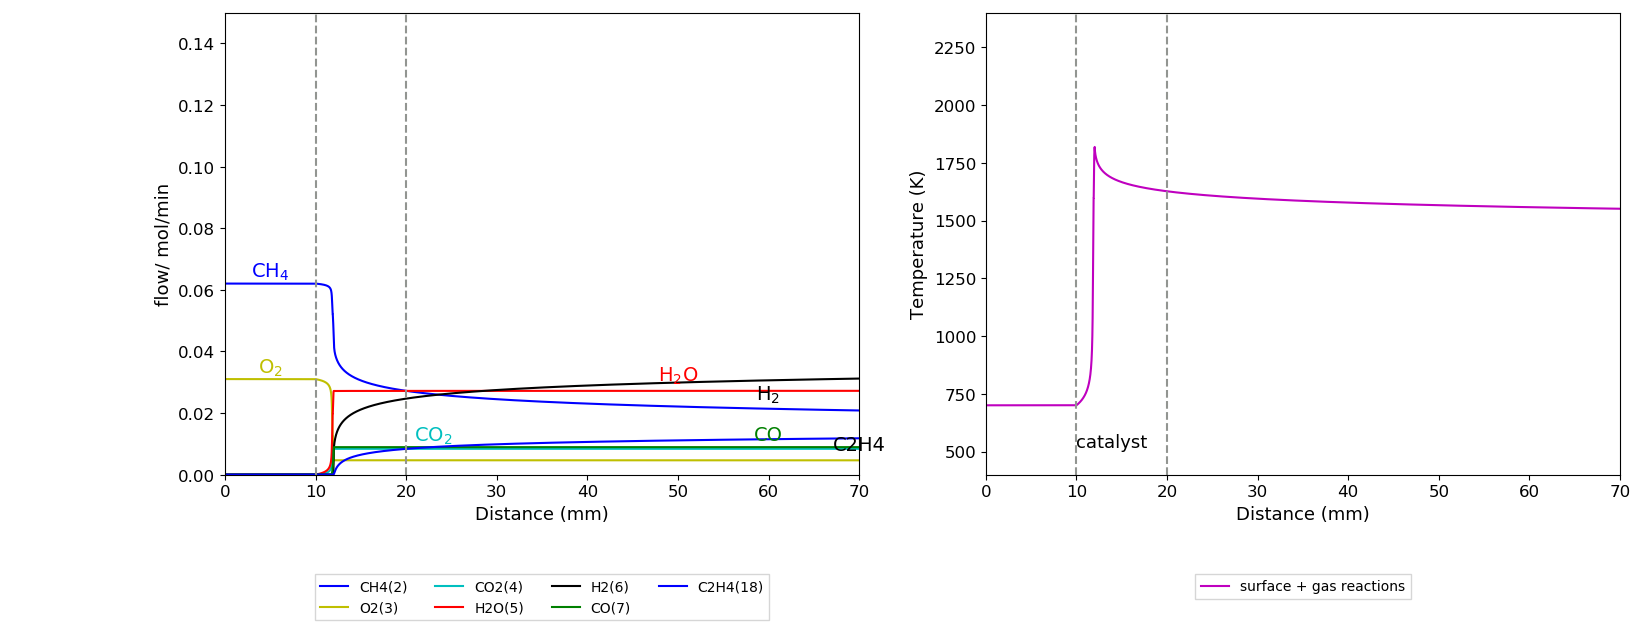 0.14
0.12
0.10
0.08
0.06
0.04
0.02
0.00
flow/ mol/min
CH₄
O₂
H₂O
H₂
CO₂
CO
C2H4
0 10 20 30 40 50 60 70
Distance (mm)
CH4(2) CO2(4) H2(6) C2H4(18)
O2(3) H2O(5) CO(7)
2250
2000
1750
1500
1250
1000
750
500
Temperature (K)
catalyst
0 10 20 30 40 50 60 70
Distance (mm)
surface + gas reactions